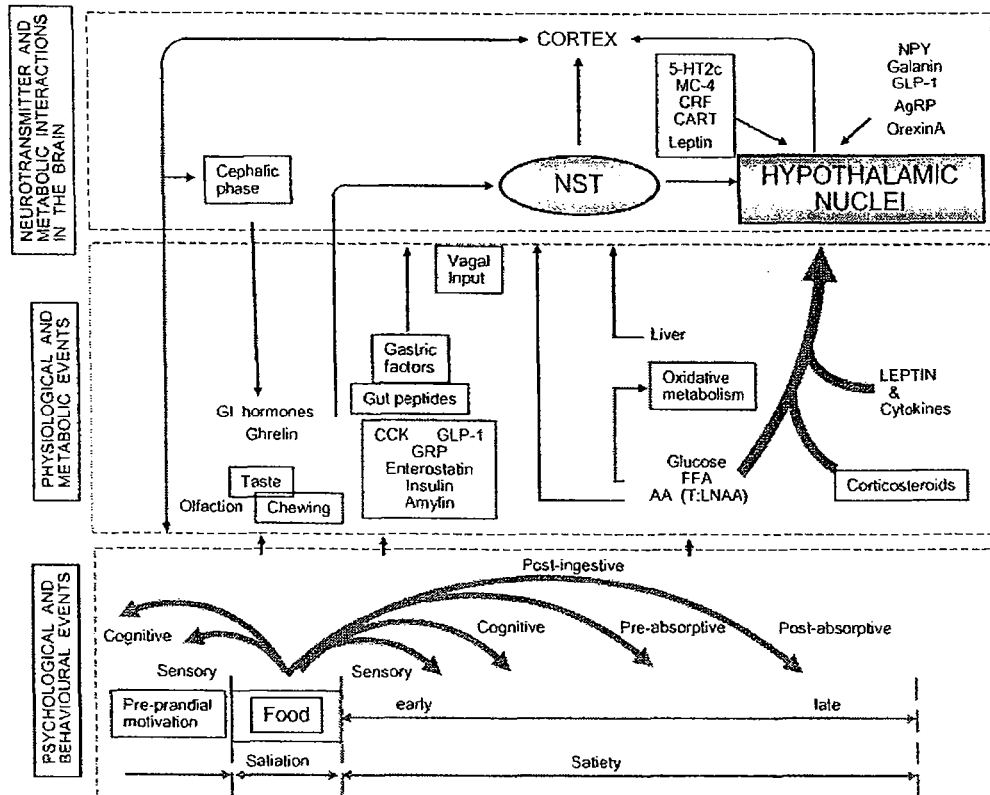 NEUROTRANSMITTER AND
METABOLIC INTERACTIONS
IN THE BRAIN
CORTEX
5-HT2c
MC-4
CRF
CART
Leptin
NPY
Galanin
GLP-1
AgRP
OrexinA
Cephalic
phase
NST
HYPOTHALAMIC
NUCLEI
PHYSIOLOGICAL AND
METABOLIC EVENTS
Vagal
Input
Gastric
factors
Gut peptides
GI hormones
Ghrelin
CCK GLP-1
GRP
Enterostatin
Insulin
Amylin
Taste
Olfaction
Chewing
Liver
Oxidative
metabolism
Glucose
FFA
AA (T:LNAA)
LEPTIN
&
Cytokines
Corticosteroids
PSYCHOLOGICAL AND
BEHAVIOURAL EVENTS
Post-ingestive
Cognitive
Cognitive
Pre-absorptive
Post-absorptive
Sensory
Sensory
Pre-prandial
motivation
Food
early
late
Saliation
Satiety